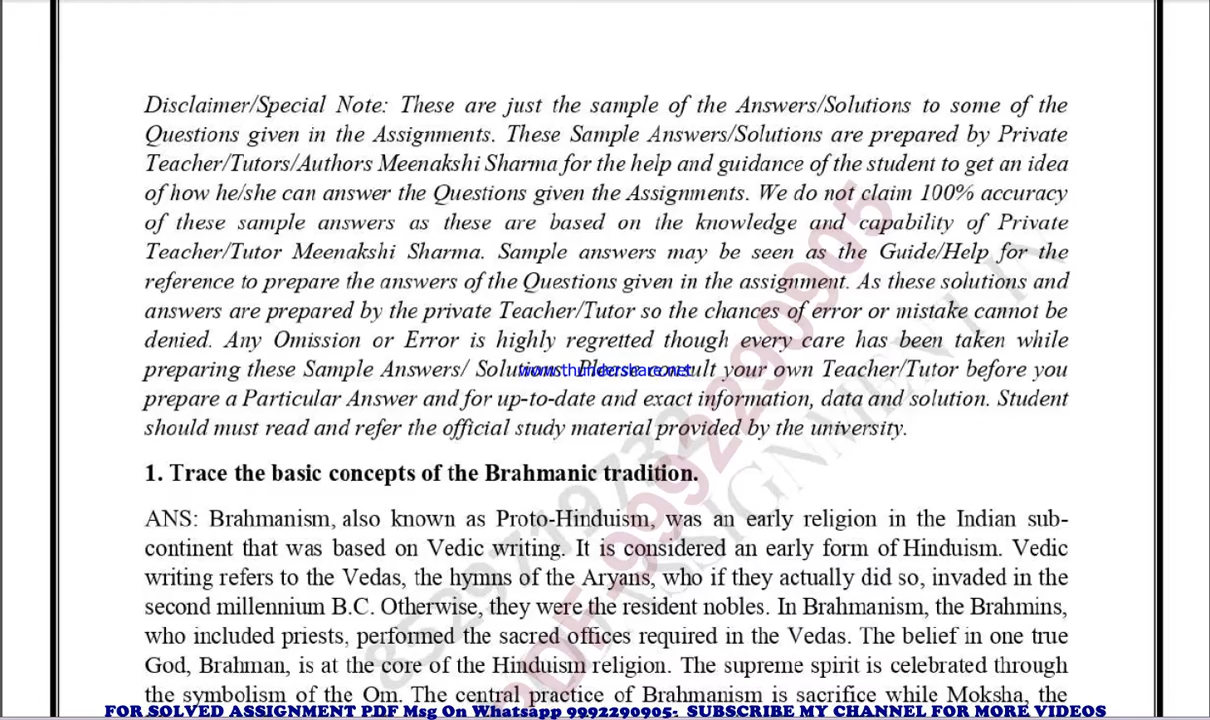 Disclaimer/Special Note: These are just the sample of the Answers/Solutions to some of the
Questions given in the Assignments. These Sample Answers/Solutions are prepared by Private
Teacher/Tutors/Authors Meenakshi Sharma for the help and guidance of the student to get an idea
of how he/she can answer the Questions given the Assignments. We do not claim 100% accuracy
of these sample answers as these are based on the knowledge and capability of Private
Teacher/Tutor Meenakshi Sharma. Sample answers may be seen as the Guide/Help for the
reference to prepare the answers of the Questions given in the assignment. As these solutions and
answers are prepared by the private Teacher/Tutor so the chances of error or mistake cannot be
denied. Any Omission or Error is highly regretted though every care has been taken while
preparing these Sample Answers/ Solutions. Please consult your own Teacher/Tutor before you
www.thundershare.net
prepare a Particular Answer and for up-to-date and exact information, data and solution. Student
should must read and refer the official study material provided by the university.
1. Trace the basic concepts of the Brahmanic tradition.
ANS: Brahmanism, also known as Proto-Hinduism, was an early religion in the Indian sub-
continent that was based on Vedic writing. It is considered an early form of Hinduism. Vedic
writing refers to the Vedas, the hymns of the Aryans, who if they actually did so, invaded in the
second millennium B.C. Otherwise, they were the resident nobles. In Brahmanism, the Brahmins,
who included priests, performed the sacred offices required in the Vedas. The belief in one true
God, Brahman, is at the core of the Hinduism religion. The supreme spirit is celebrated through
the symbolism of the Om. The central practice of Brahmanism is sacrifice while Moksha, the
8529719732
PDF-9992290905
ASSIGNMENT IN
FOR SOLVED ASSIGNMENT PDF Msg On Whatsapp 9992290905- SUBSCRIBE MY CHANNEL FOR MORE VIDEOS